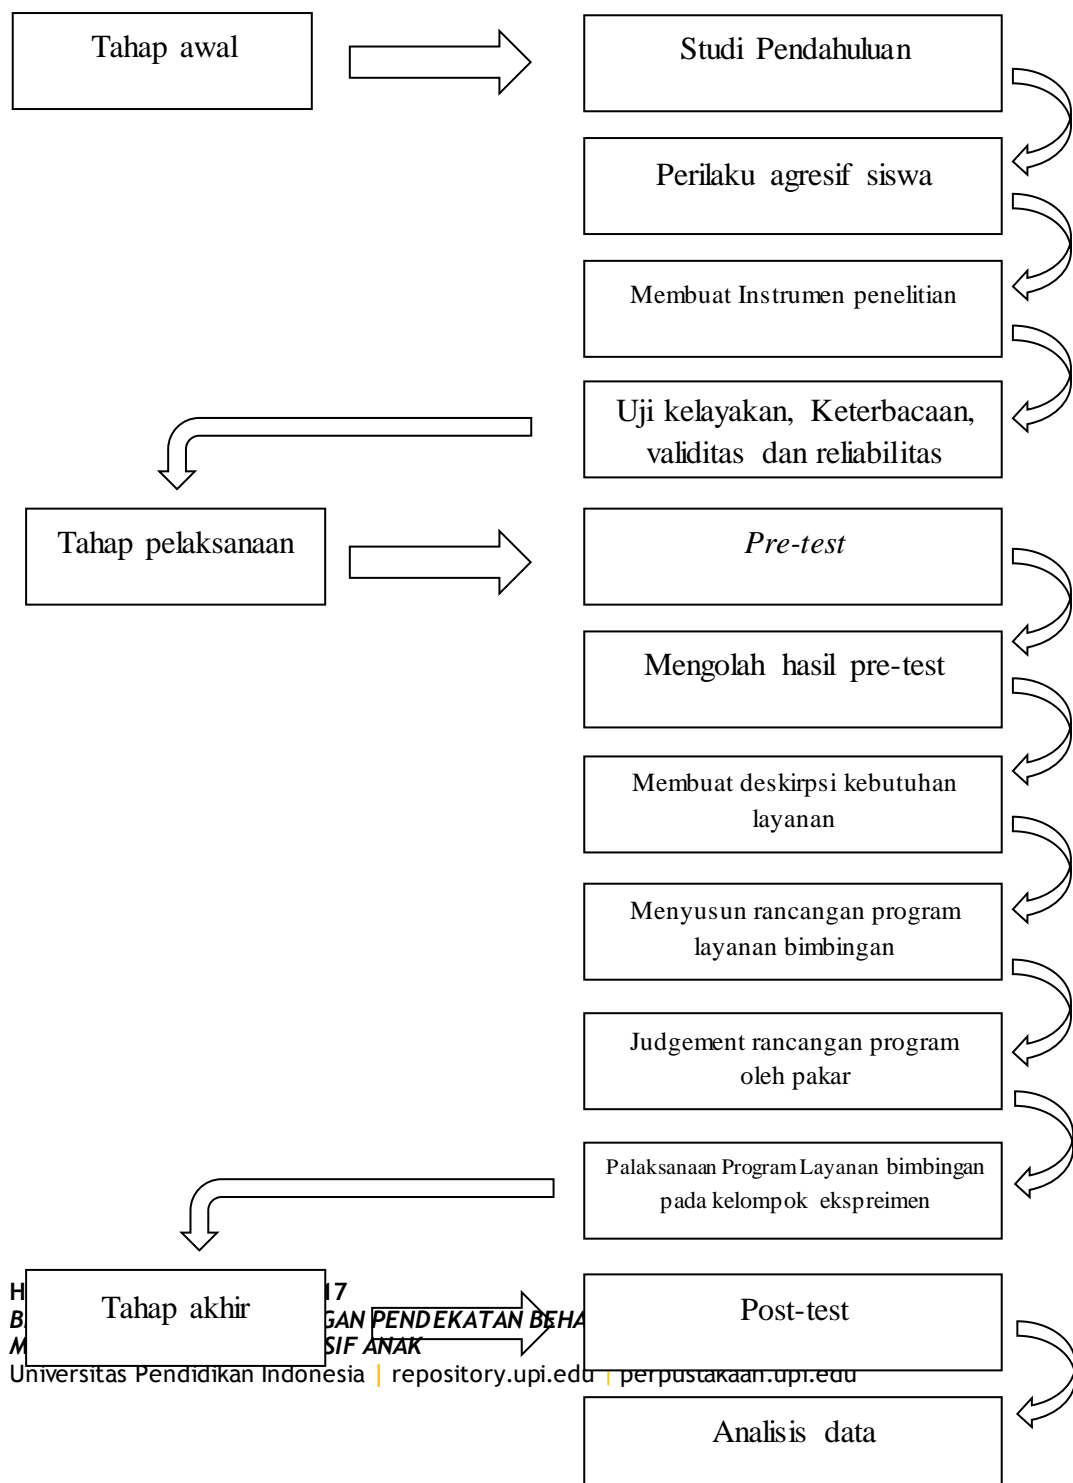 Tahap awal
Studi Pendahuluan
Perilaku agresif siswa
Membuat Instrumen penelitian
Uji kelayakan, Keterbacaan,
validitas dan reliabilitas
Tahap pelaksanaan
Pre-test
Mengolah hasil pre-test
Membuat deskirpsi kebutuhan
layanan
Menyusun rancangan program
layanan bimbingan
Judgement rancangan program
oleh pakar
Palaksanaan Program Layanan bimbingan
pada kelompok ekspreimen
Tahap akhir
Post-test
17
PENDEKATAN
ANAK
Universitas Pendidikan Indonesia | repository.upi.edu | perpustakaan.upi.edu
Analisis data